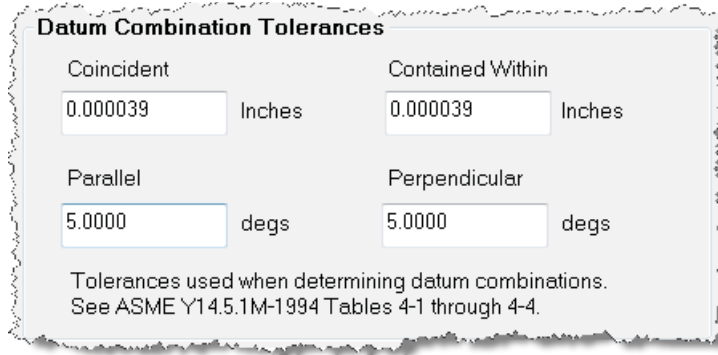 Datum Combination Tolerances
Coincident Contained Within
0.000039 Inches 0.000039 Inches
Parallel Perpendicular
5.0000 degs 5.0000 degs
Tolerances used when determining datum combinations.
See ASME Y14.5.1M-1994 Tables 4-1 through 4-4.